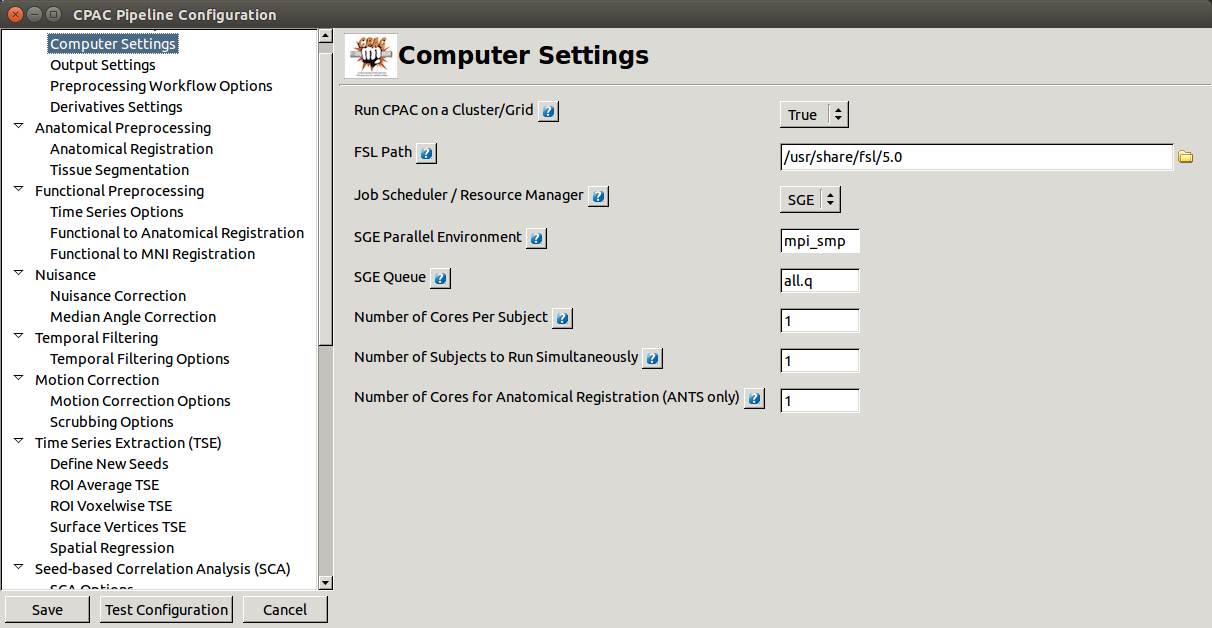 CPAC Pipeline Configuration
Computer Settings
Output Settings
Preprocessing Workflow Options
Derivatives Settings
Anatomical Preprocessing
Anatomical Registration
Tissue Segmentation
Functional Preprocessing
Time Series Options
Functional to Anatomical Registration
Functional to MNI Registration
Nuisance
Nuisance Correction
Median Angle Correction
Temporal Filtering
Temporal Filtering Options
Motion Correction
Motion Correction Options
Scrubbing Options
Time Series Extraction (TSE)
Define New Seeds
ROI Average TSE
ROI Voxelwise TSE
Surface Vertices TSE
Spatial Regression
Seed-based Correlation Analysis (SCA)
SCA Options
Save Test Configuration Cancel
CPAC
Computer Settings
Run CPAC on a Cluster/Grid ? True
FSL Path ? /usr/share/fsl/5.0
Job Scheduler / Resource Manager ? SGE
SGE Parallel Environment ? mpi_smp
SGE Queue ? all.q
Number of Cores Per Subject ? 1
Number of Subjects to Run Simultaneously ? 1
Number of Cores for Anatomical Registration (ANTS only) ? 1